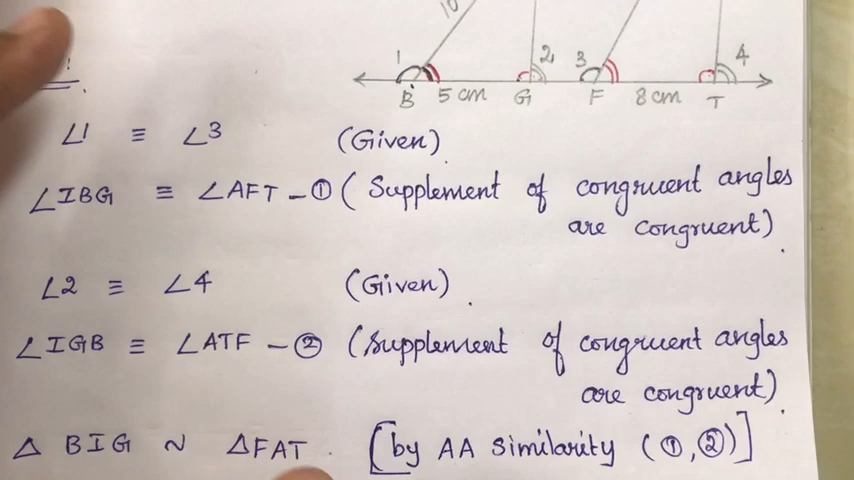 10
1 2 3 4
B 5 cm G F 8 cm T
∠1 ≡ ∠3 (Given)
∠IBG ≡ ∠AFT - ① (Supplement of congruent angles
are congruent)
∠2 ≡ ∠4 (Given)
∠IGB ≡ ∠ATF - ② (Supplement of congruent angles
are congruent)
△ BIG ~ △FAT. [by AA Similarity (①,②)]